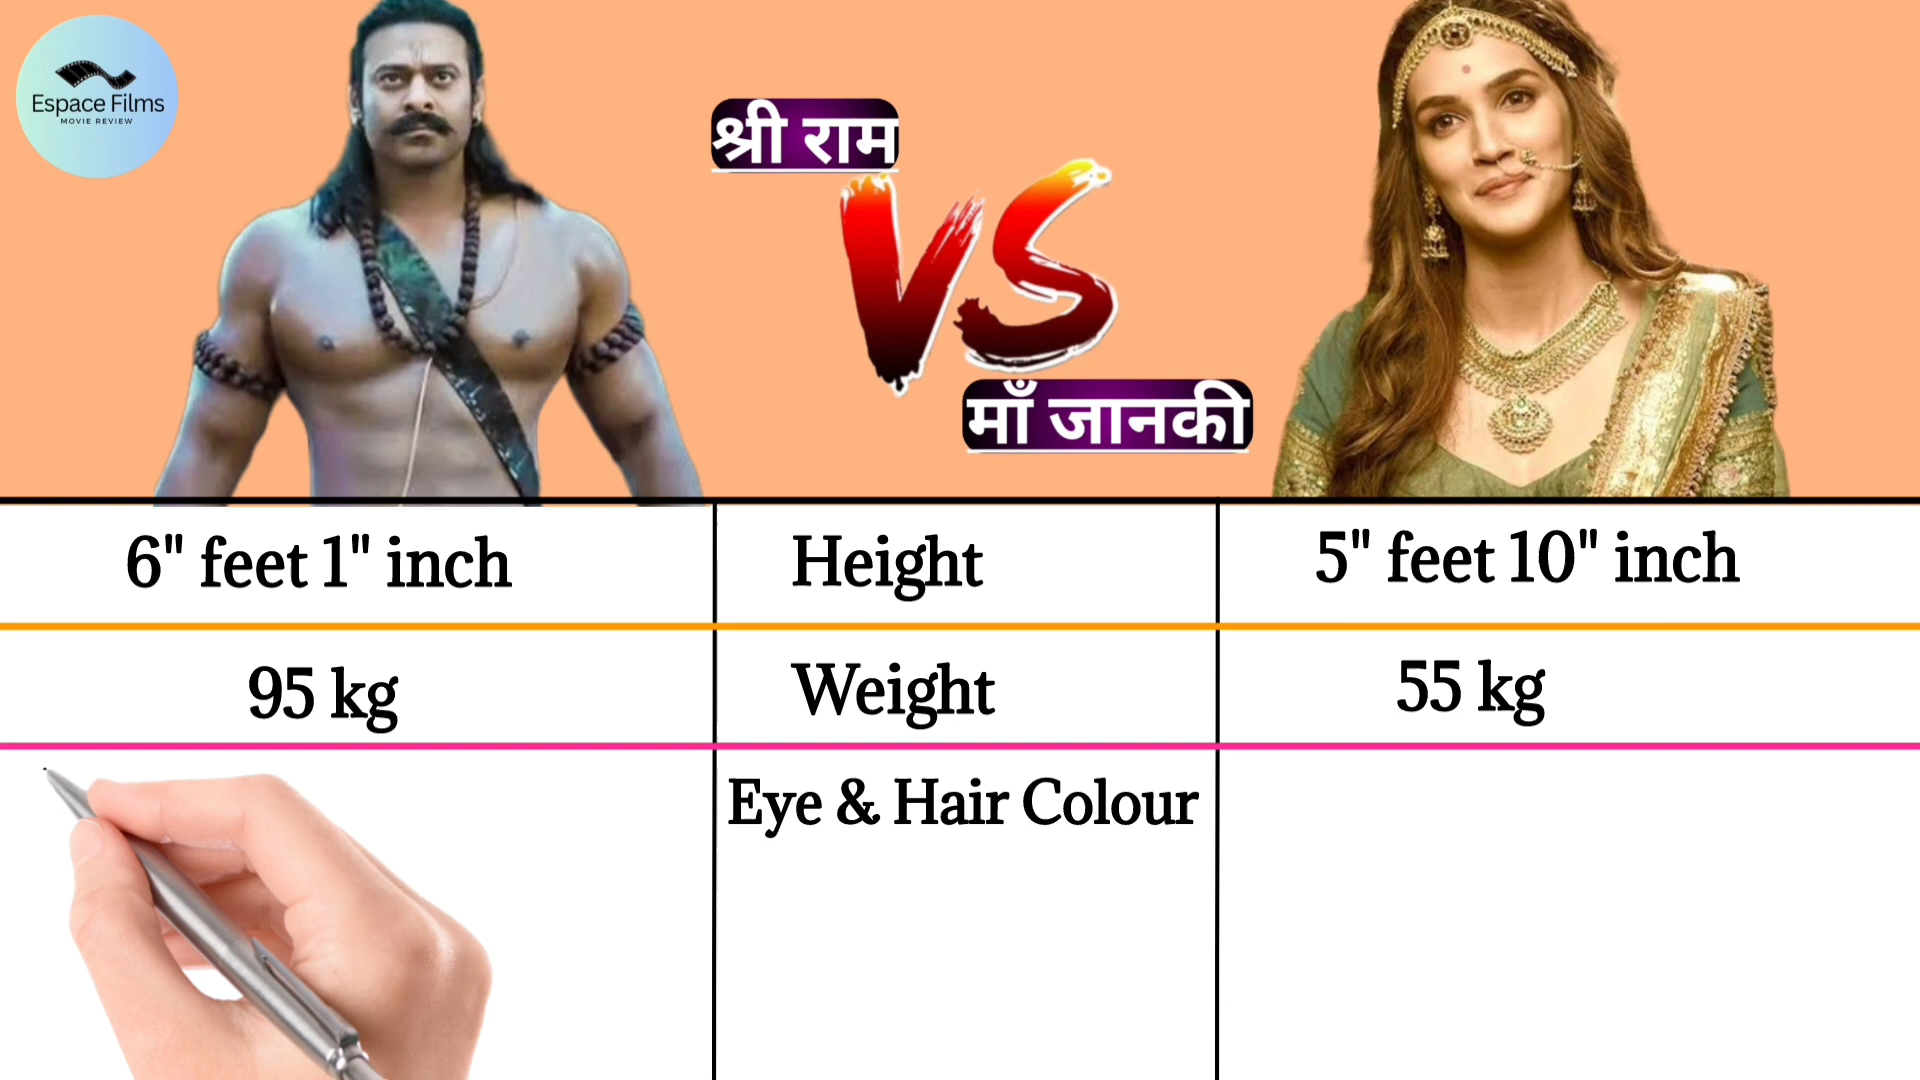 Espace Films
MOVIE REVIEW
श्री राम
VS
माँ जानकी
6" feet 1" inch
Height
5" feet 10" inch
95 kg
Weight
55 kg
Eye & Hair Colour